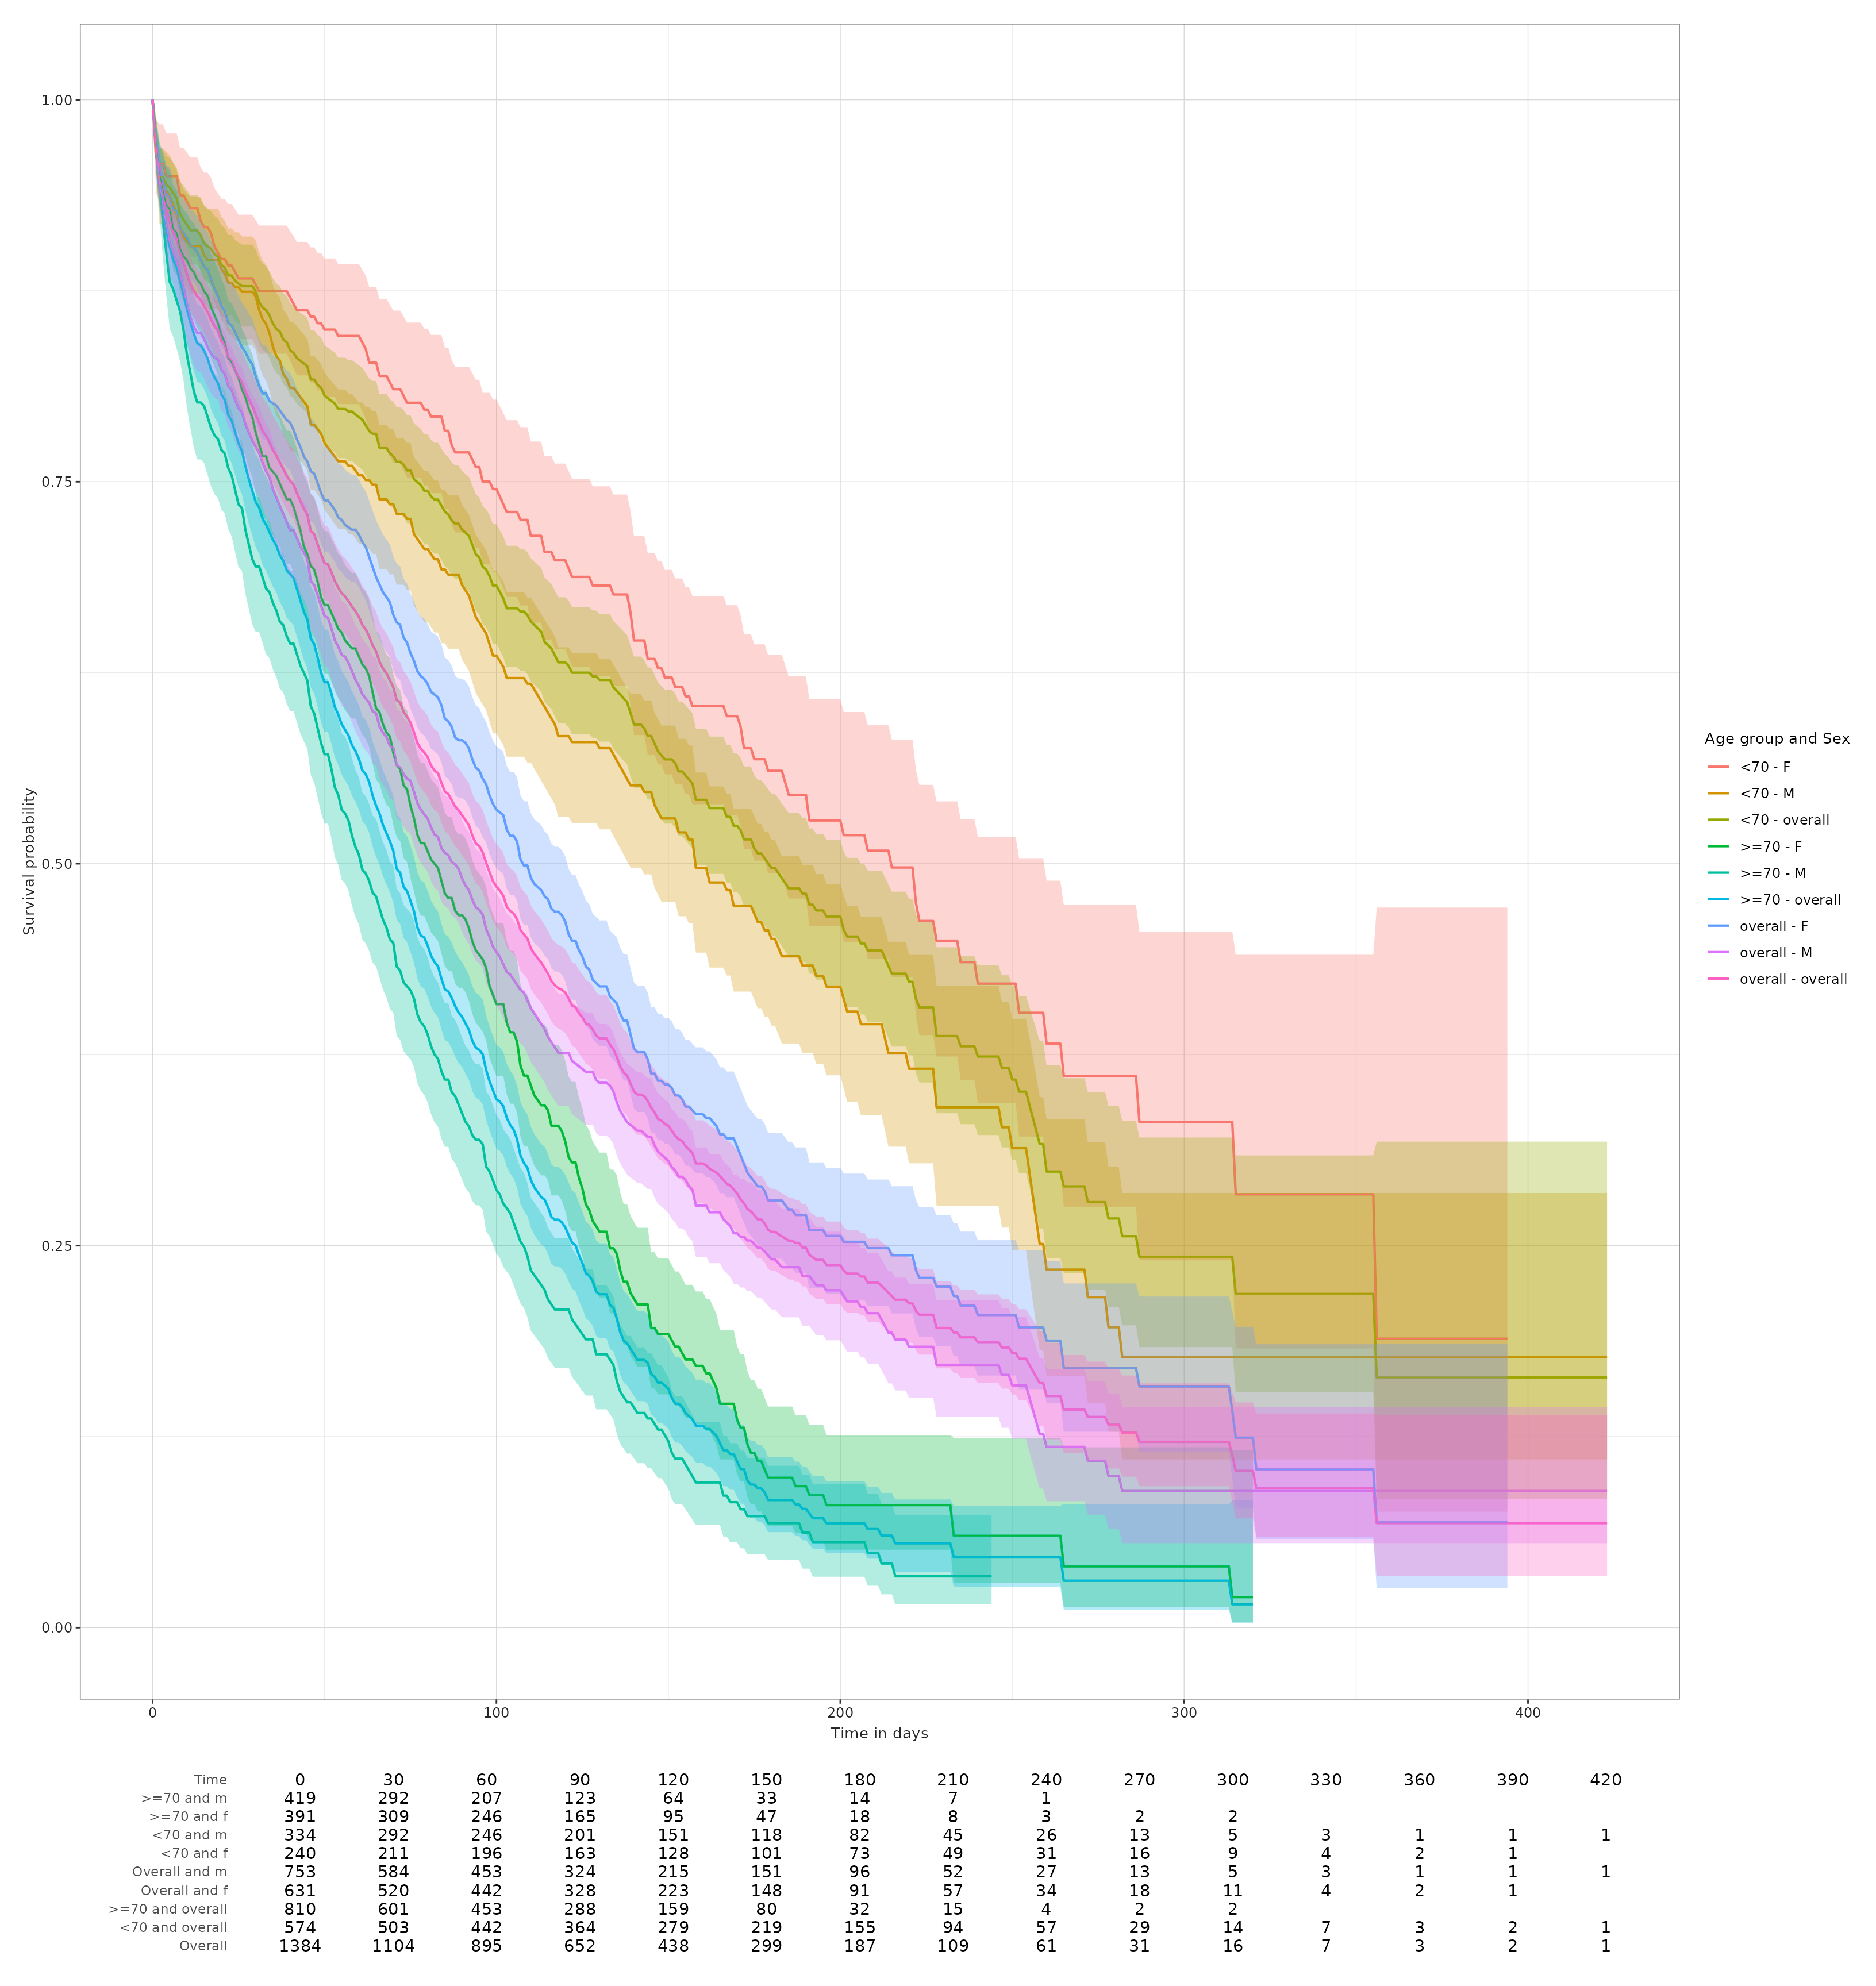 1.00
0.75
0.50
0.25
0.00
Survival probability
0 100 200 300 400
Time in days
Age group and Sex
<70 - F
<70 - M
<70 - overall
>=70 - F
>=70 - M
>=70 - overall
overall - F
overall - M
overall - overall
Time 0 30 60 90 120 150 180 210 240 270 300 330 360 390 420
>=70 and m 419 292 207 123 64 33 14 7 1
>=70 and f 391 309 246 165 95 47 18 8 3 2 2
<70 and m 334 292 246 201 151 118 82 45 26 13 5 3 1 1 1
<70 and f 240 211 196 163 128 101 73 49 31 16 9 4 2 1
Overall and m 753 584 453 324 215 151 96 52 27 13 5 3 1 1 1
Overall and f 631 520 442 328 223 148 91 57 34 18 11 4 2 1
>=70 and overall 810 601 453 288 159 80 32 15 4 2 2
<70 and overall 574 503 442 364 279 219 155 94 57 29 14 7 3 2 1
Overall 1384 1104 895 652 438 299 187 109 61 31 16 7 3 2 1